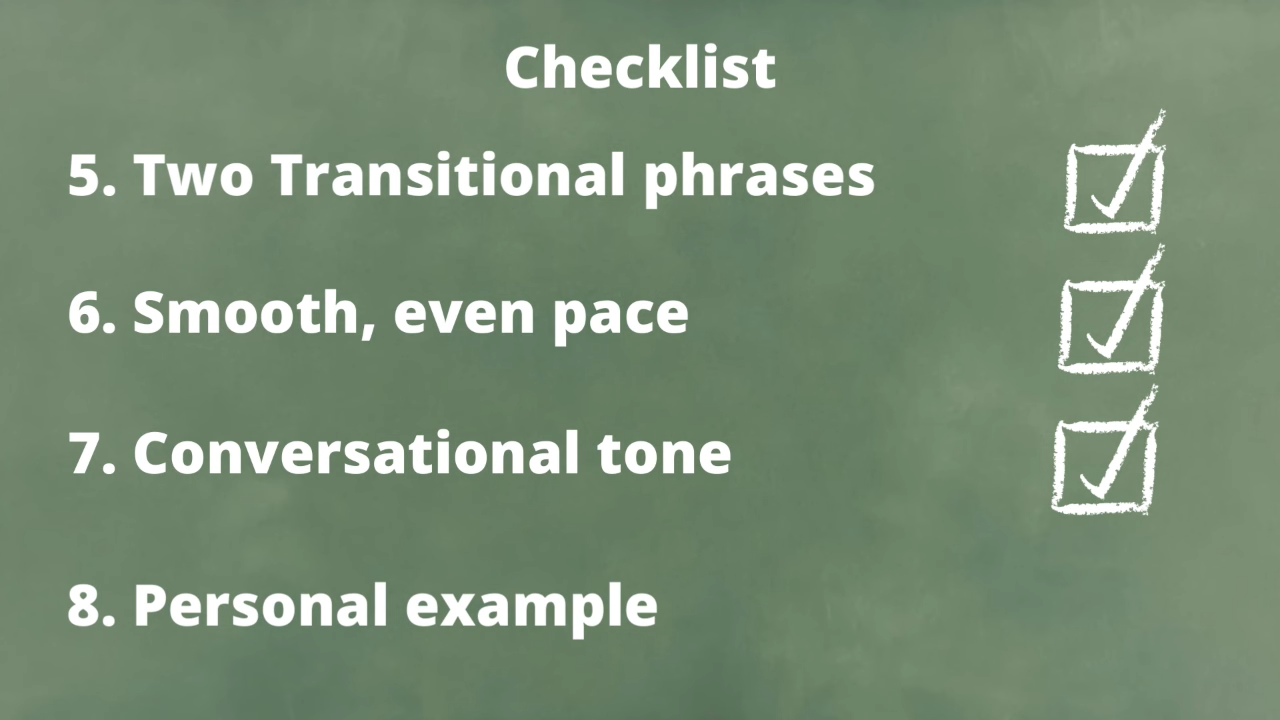 Checklist
5. Two Transitional phrases
6. Smooth, even pace
7. Conversational tone
8. Personal example